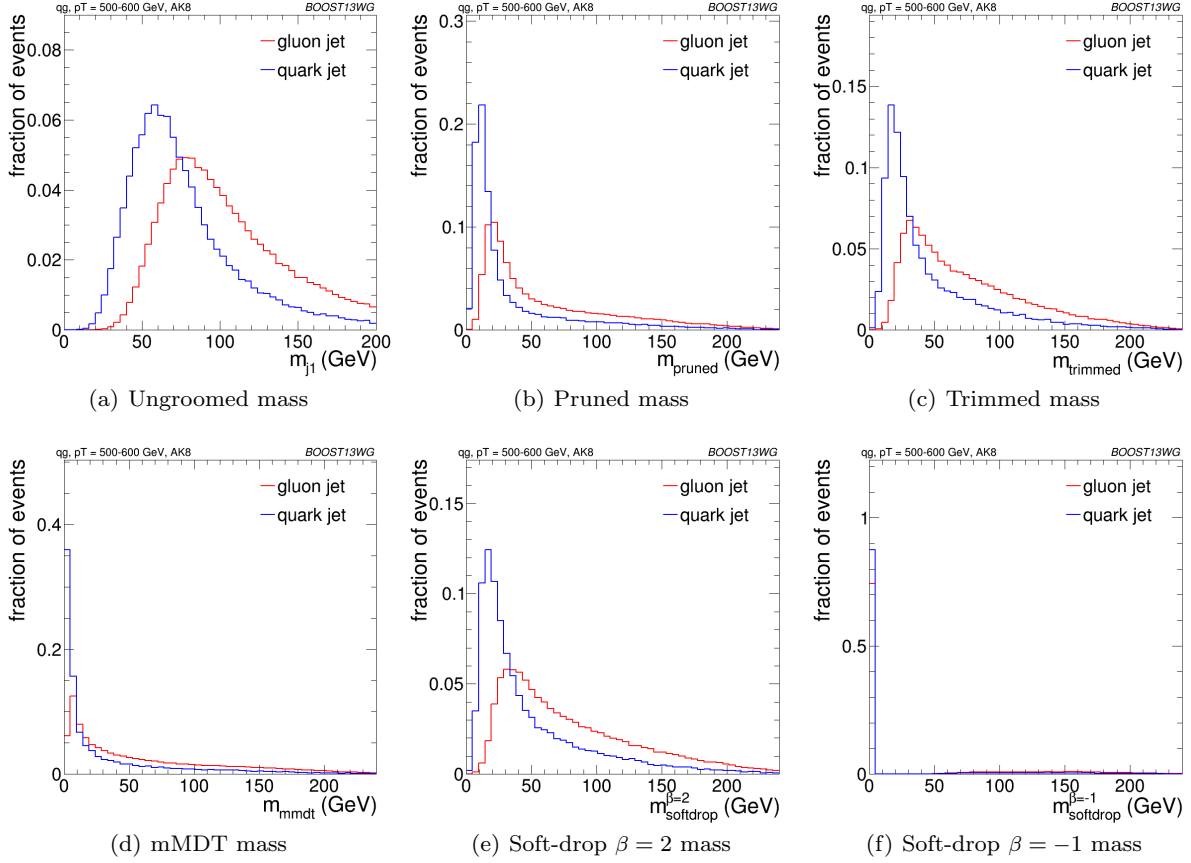 qg, pT = 500-600 GeV, AK8 BOOST13WG
fraction of events
gluon jet
quark jet
0.08
0.06
0.04
0.02
0
0 50 100 150 200
m_j1 (GeV)
(a) Ungroomed mass
qg, pT = 500-600 GeV, AK8 BOOST13WG
fraction of events
gluon jet
quark jet
0.3
0.2
0.1
0
0 50 100 150 200
m_pruned (GeV)
(b) Pruned mass
qg, pT = 500-600 GeV, AK8 BOOST13WG
fraction of events
gluon jet
quark jet
0.15
0.1
0.05
0
0 50 100 150 200
m_trimmed (GeV)
(c) Trimmed mass
qg, pT = 500-600 GeV, AK8 BOOST13WG
fraction of events
gluon jet
quark jet
0.4
0.2
0
0 50 100 150 200
m_mmdt (GeV)
(d) mMDT mass
qg, pT = 500-600 GeV, AK8 BOOST13WG
fraction of events
gluon jet
quark jet
0.15
0.1
0.05
0
0 50 100 150 200
m^β=2_softdrop (GeV)
(e) Soft-drop β = 2 mass
qg, pT = 500-600 GeV, AK8 BOOST13WG
fraction of events
gluon jet
quark jet
1
0.5
0
0 50 100 150 200
m^β=-1_softdrop (GeV)
(f) Soft-drop β = −1 mass